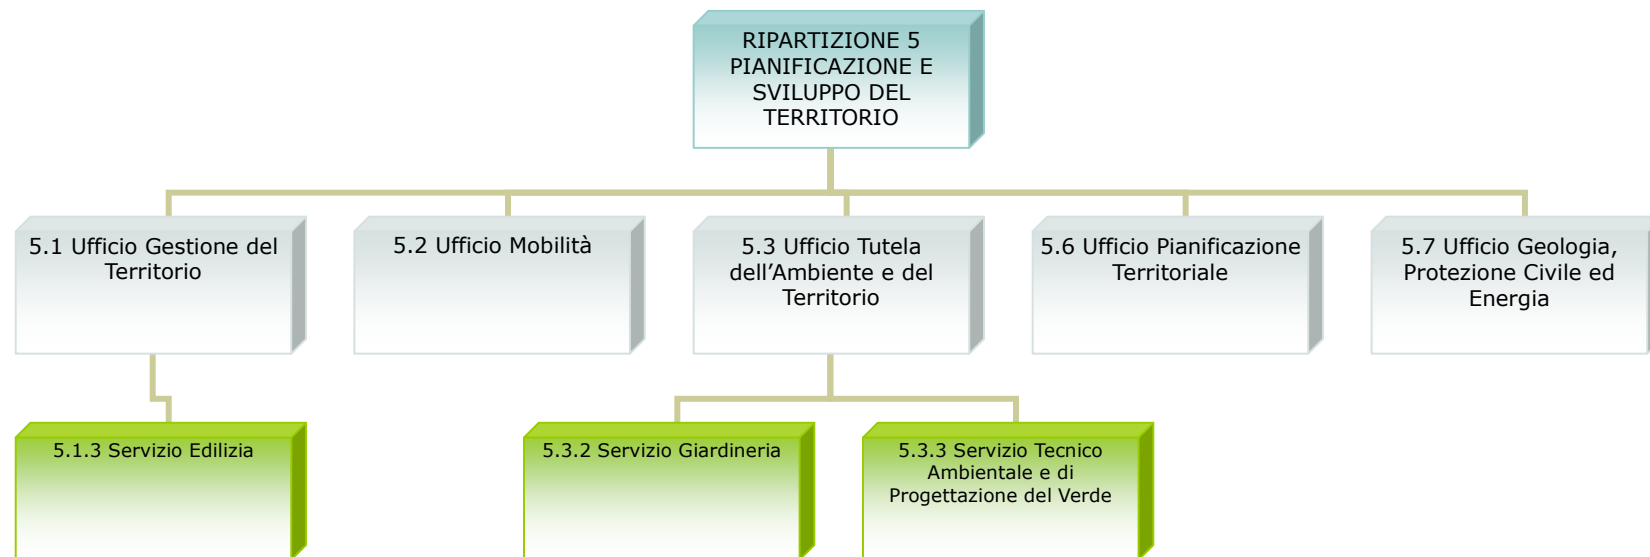 RIPARTIZIONE 5
PIANIFICAZIONE E
SVILUPPO DEL
TERRITORIO
5.1 Ufficio Gestione del
Territorio
5.2 Ufficio Mobilità
5.3 Ufficio Tutela
dell’Ambiente e del
Territorio
5.6 Ufficio Pianificazione
Territoriale
5.7 Ufficio Geologia,
Protezione Civile ed
Energia
5.1.3 Servizio Edilizia
5.3.2 Servizio Giardineria
5.3.3 Servizio Tecnico
Ambientale e di
Progettazione del Verde